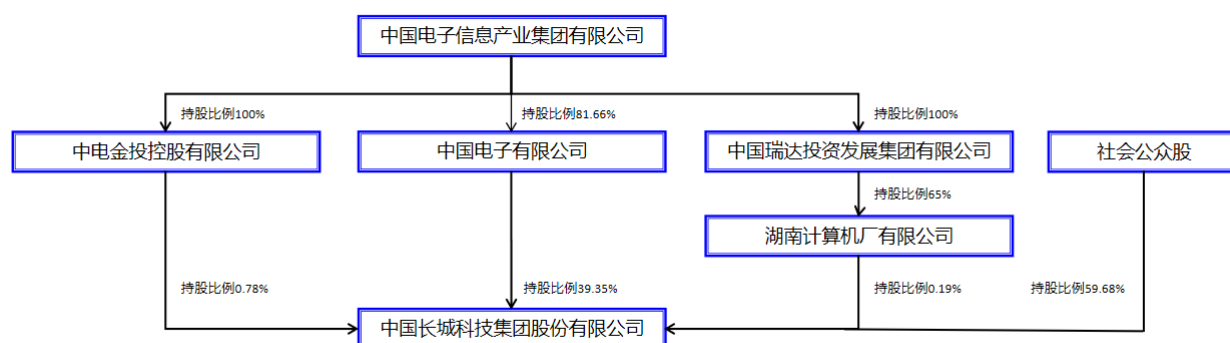 中国电子信息产业集团有限公司
持股比例100%
持股比例81.66%
持股比例100%
中电金投控股有限公司
中国电子有限公司
中国瑞达投资发展集团有限公司
社会公众股
持股比例65%
湖南计算机厂有限公司
持股比例0.78%
持股比例39.35%
持股比例0.19%
持股比例59.68%
中国长城科技集团股份有限公司